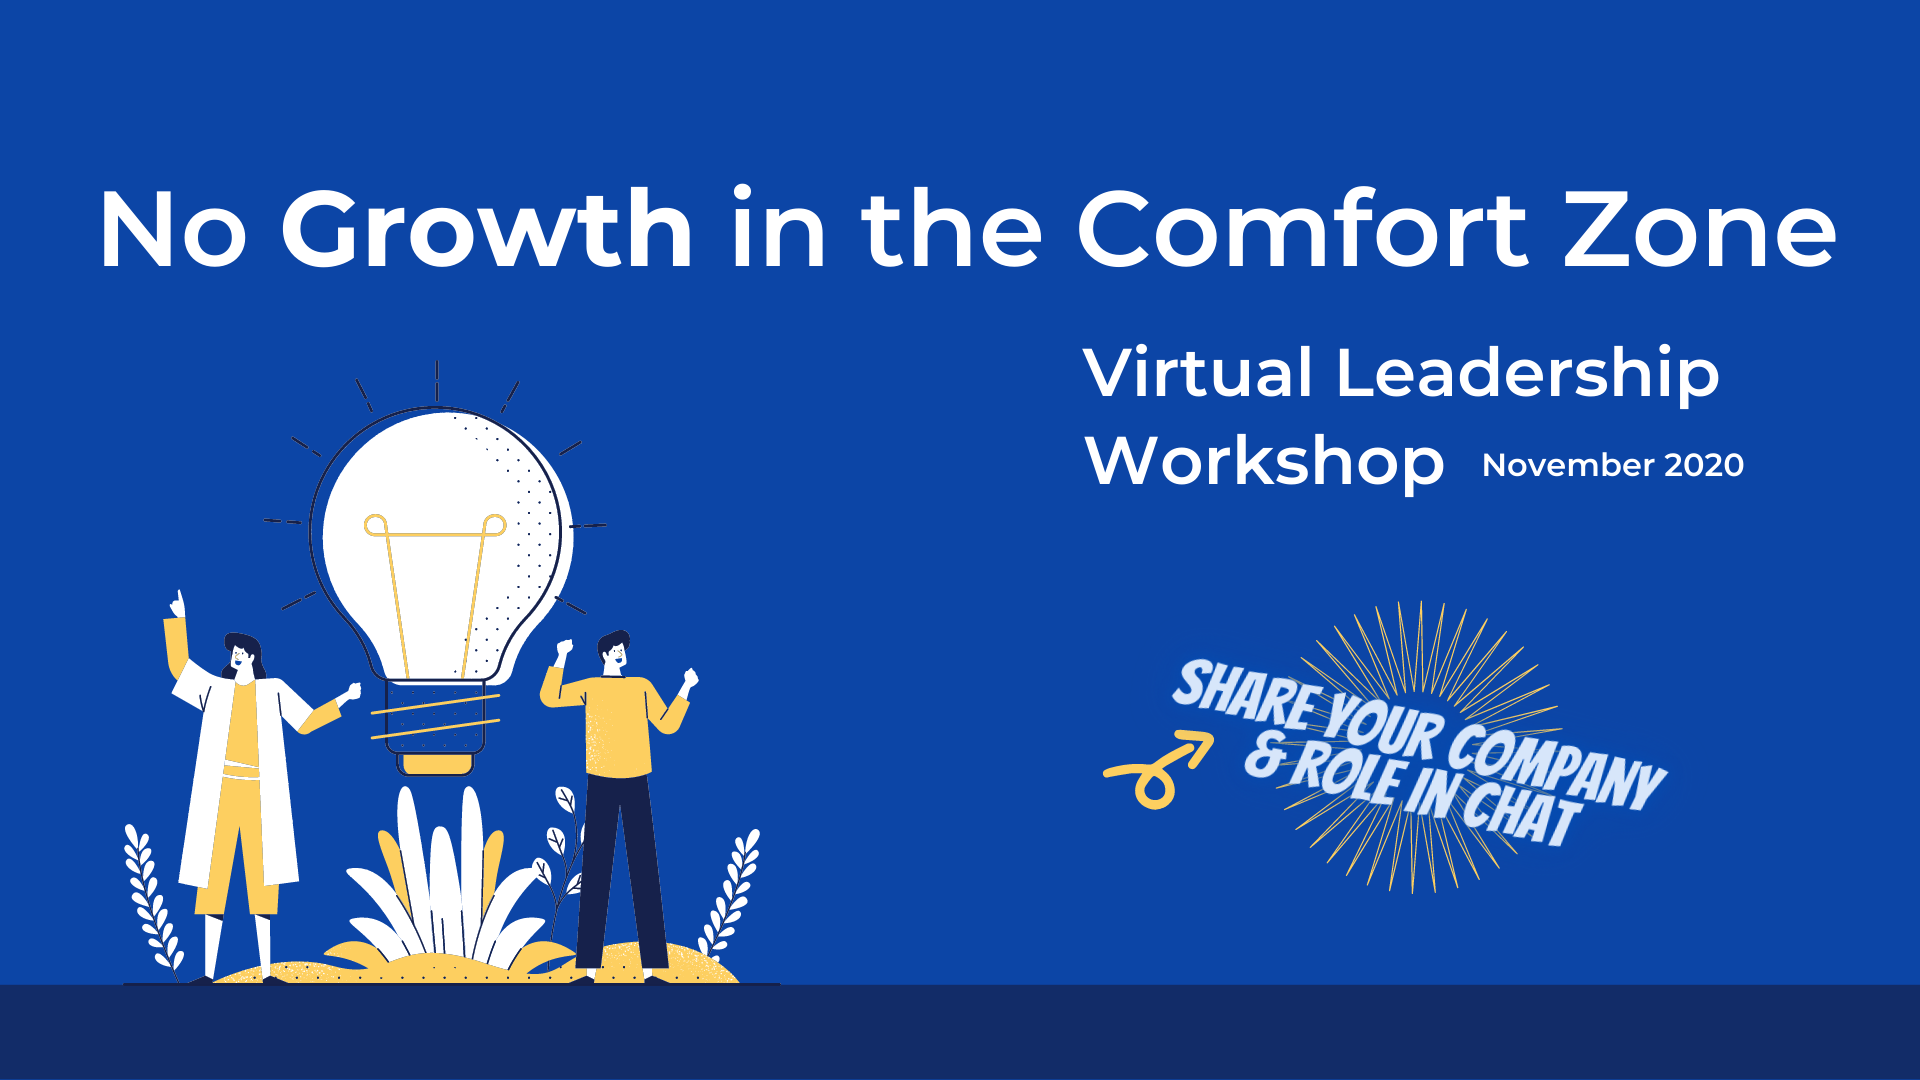 No Growth in the Comfort Zone
Virtual Leadership
Workshop November 2020
SHARE YOUR COMPANY
& ROLE IN CHAT